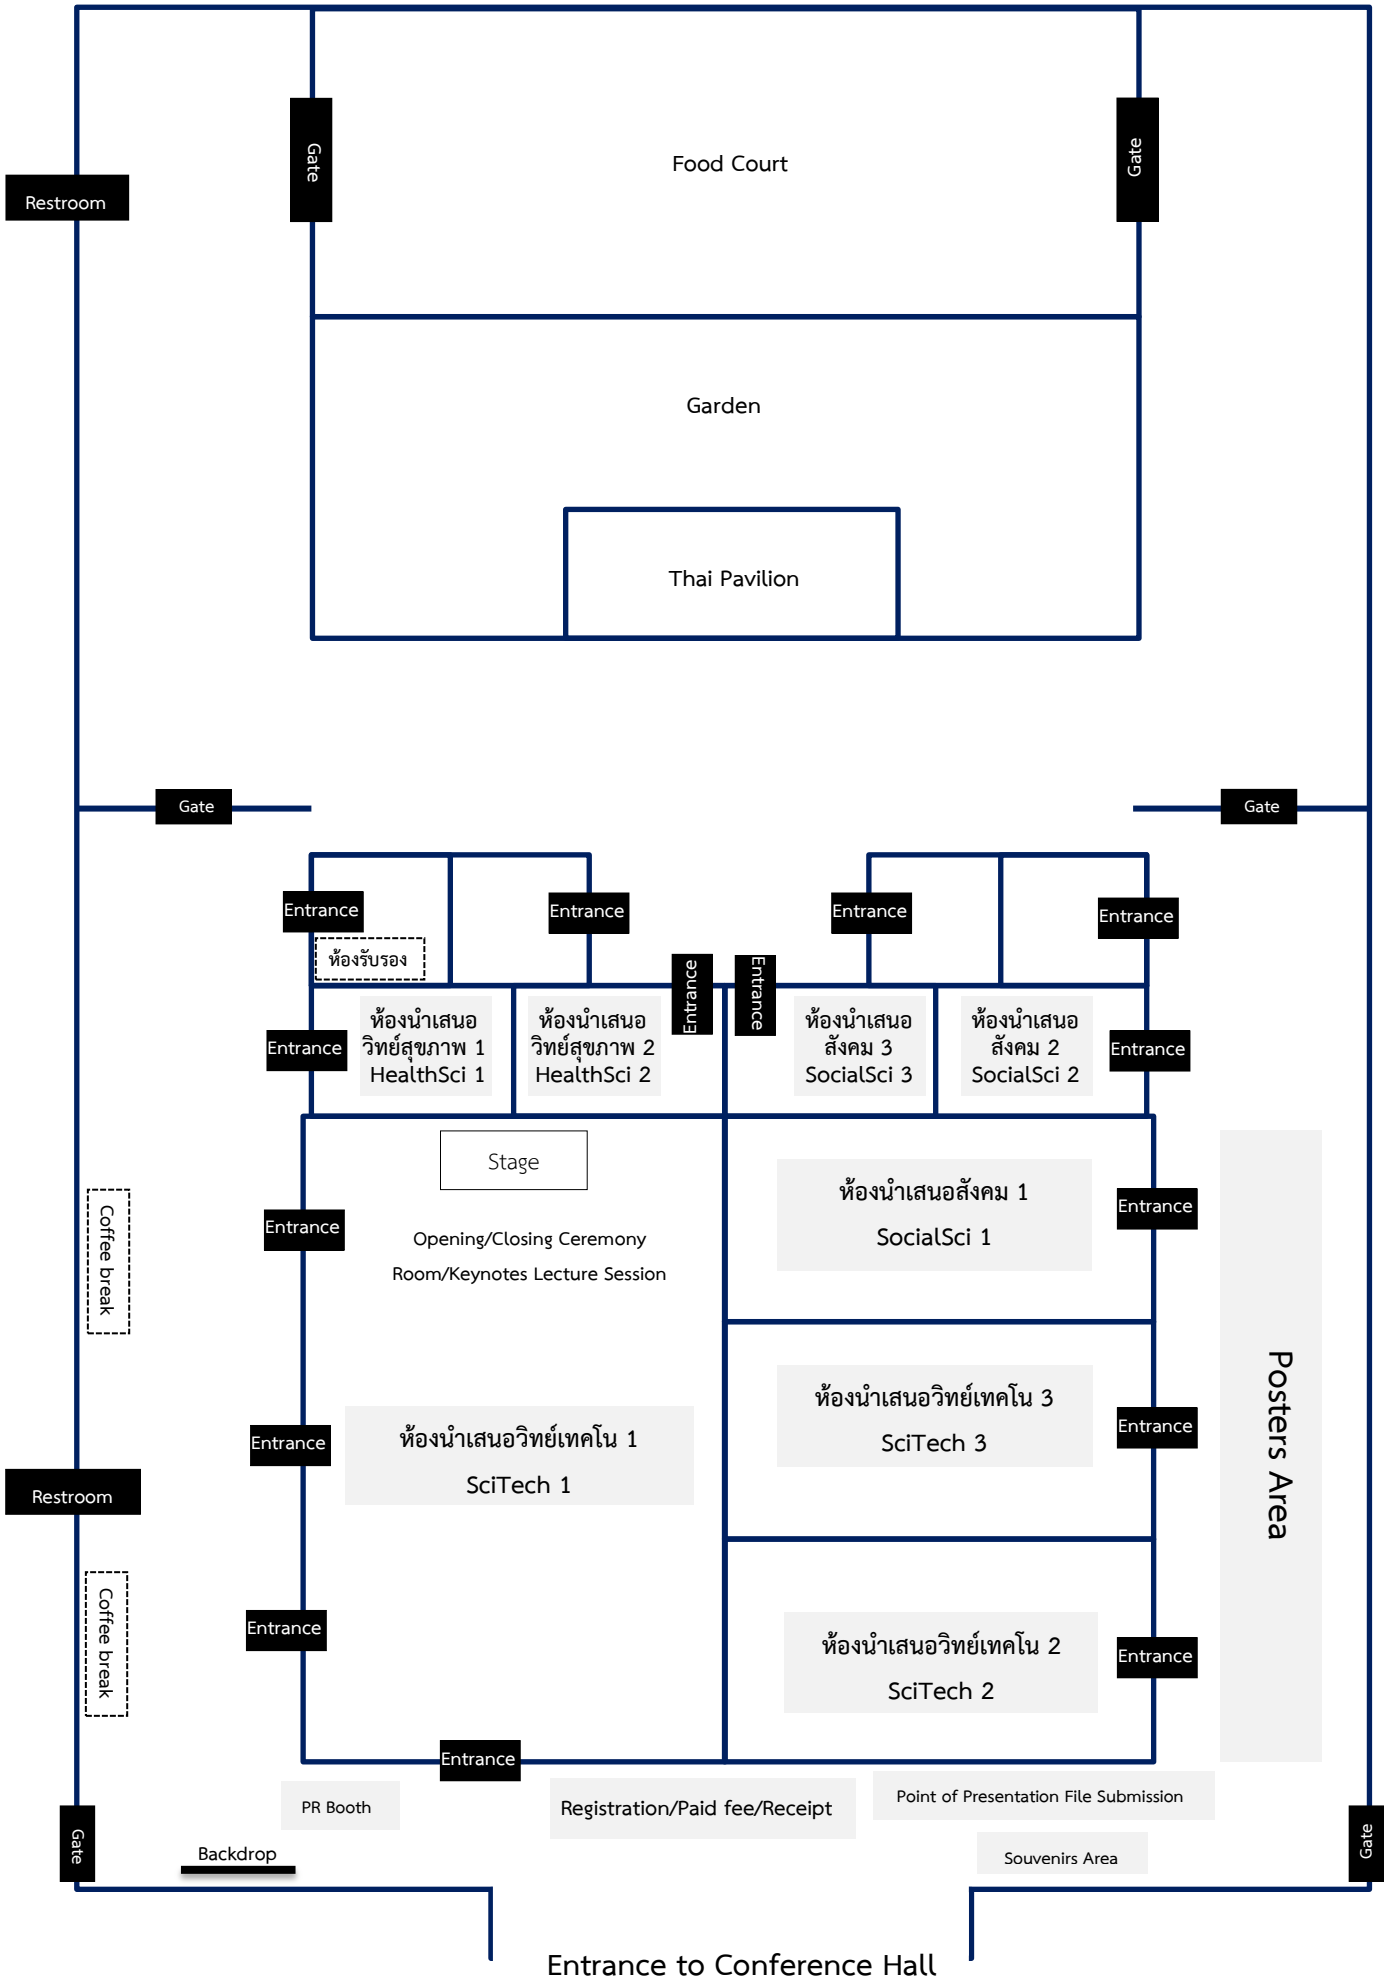 Gate
Food Court
Gate
Restroom
Garden
Thai Pavilion
Gate
Gate
Entrance
Entrance
Entrance
Entrance
ห้องรับรอง
Entrance
Entrance
Entrance
ห้องนำเสนอ
วิทย์สุขภาพ 1
HealthSci 1
ห้องนำเสนอ
วิทย์สุขภาพ 2
HealthSci 2
ห้องนำเสนอ
สังคม 3
SocialSci 3
ห้องนำเสนอ
สังคม 2
SocialSci 2
Entrance
Stage
Entrance
Opening/Closing Ceremony
Room/Keynotes Lecture Session
ห้องนำเสนอสังคม 1
SocialSci 1
Entrance
Coffee break
Posters Area
ห้องนำเสนอวิทย์เทคโน 3
SciTech 3
Entrance
Entrance
ห้องนำเสนอวิทย์เทคโน 1
SciTech 1
Restroom
Coffee break
Entrance
ห้องนำเสนอวิทย์เทคโน 2
SciTech 2
Entrance
Entrance
PR Booth
Registration/Paid fee/Receipt
Point of Presentation File Submission
Gate
Backdrop
Souvenirs Area
Gate
Entrance to Conference Hall